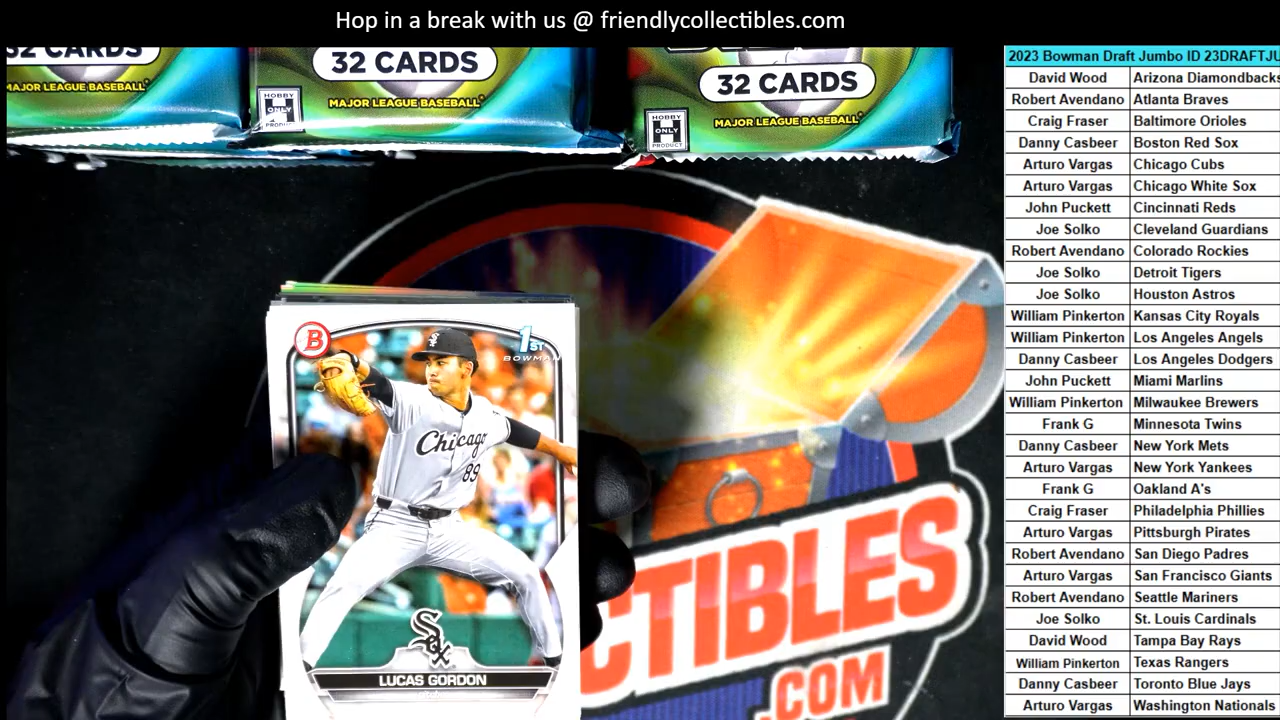 Hop in a break with us @ friendlycollectibles.com
32 CARDS
MAJOR LEAGUE BASEBALL
32 CARDS
MAJOR LEAGUE BASEBALL
HOBBY
ONLY
PRODUCT
32 CARDS
MAJOR LEAGUE BASEBALL
HOBBY
ONLY
PRODUCT
B
1ST
BOWMAN
Chicago
89
Sox
LUCAS GORDON
CTIBLES
.COM
2023 Bowman Draft Jumbo ID 23DRAFTJU
David Wood Arizona Diamondbacks
Robert Avendano Atlanta Braves
Craig Fraser Baltimore Orioles
Danny Casbeer Boston Red Sox
Arturo Vargas Chicago Cubs
Arturo Vargas Chicago White Sox
John Puckett Cincinnati Reds
Joe Solko Cleveland Guardians
Robert Avendano Colorado Rockies
Joe Solko Detroit Tigers
Joe Solko Houston Astros
William Pinkerton Kansas City Royals
William Pinkerton Los Angeles Angels
Danny Casbeer Los Angeles Dodgers
John Puckett Miami Marlins
William Pinkerton Milwaukee Brewers
Frank G Minnesota Twins
Danny Casbeer New York Mets
Arturo Vargas New York Yankees
Frank G Oakland A's
Craig Fraser Philadelphia Phillies
Arturo Vargas Pittsburgh Pirates
Robert Avendano San Diego Padres
Arturo Vargas San Francisco Giants
Robert Avendano Seattle Mariners
Joe Solko St. Louis Cardinals
David Wood Tampa Bay Rays
William Pinkerton Texas Rangers
Danny Casbeer Toronto Blue Jays
Arturo Vargas Washington Nationals